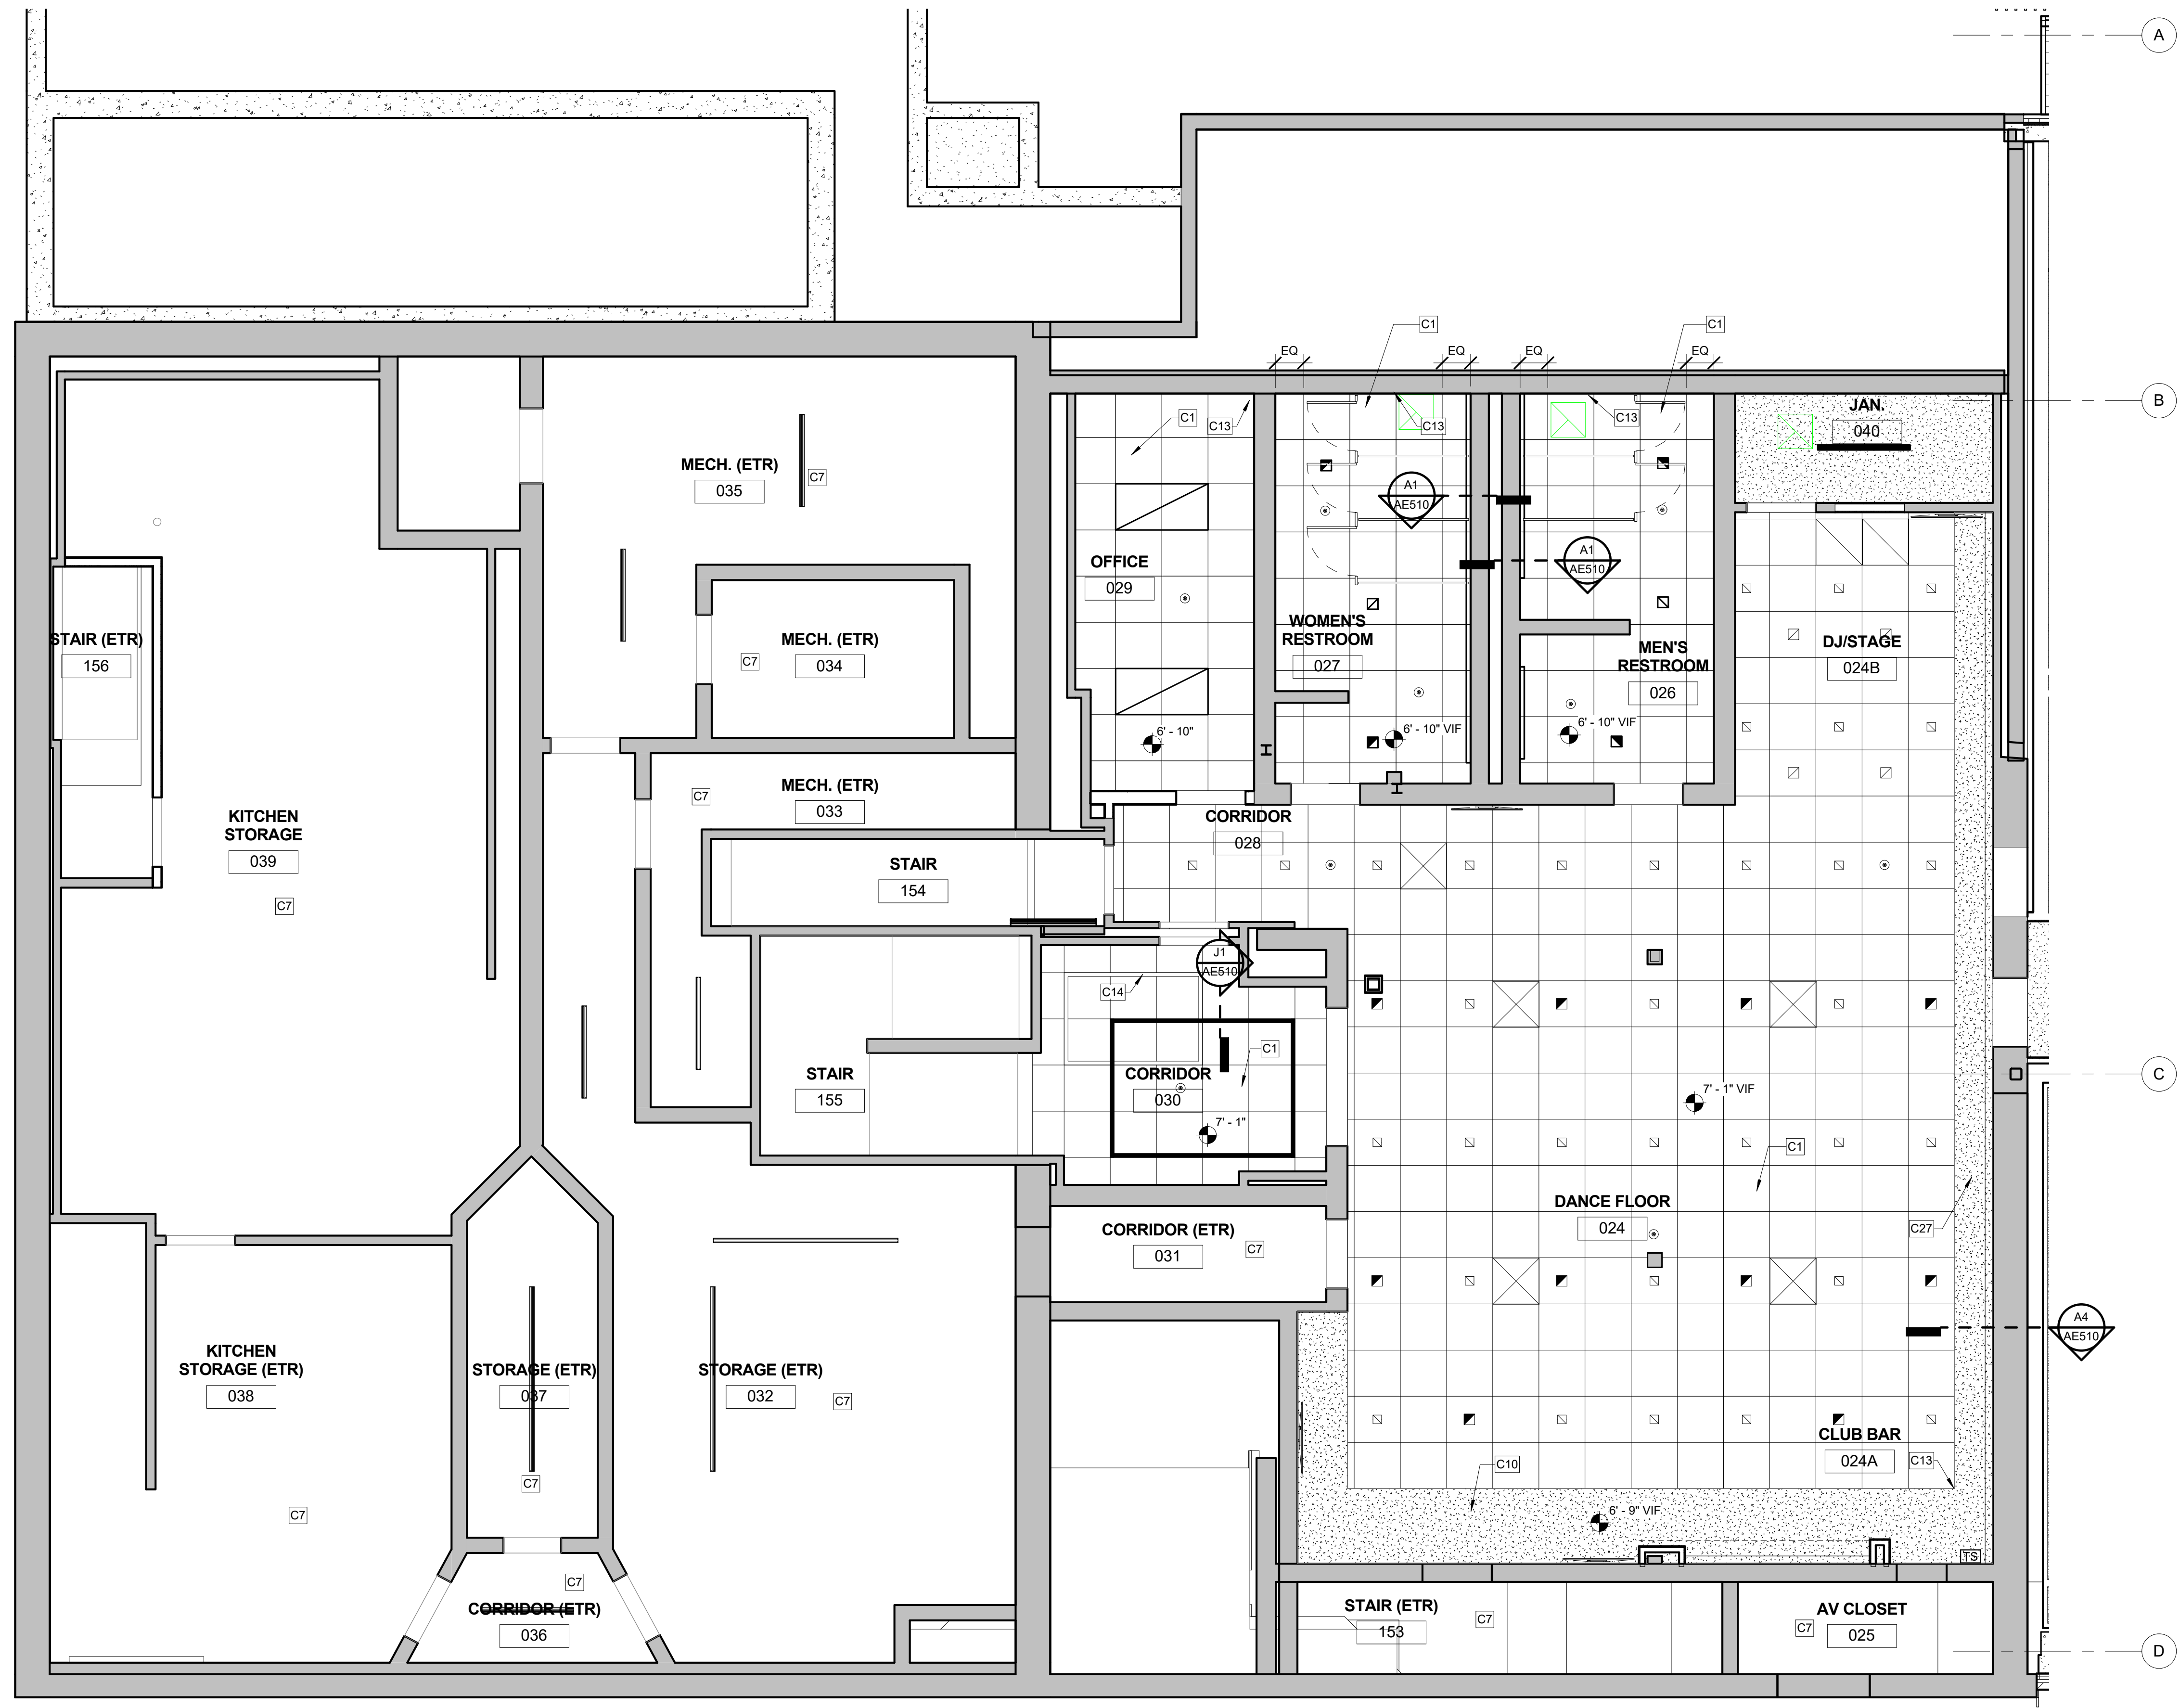 A
C1
C1
EQ
EQ
EQ
EQ
B
C1
C13
C13
C13
JAN.
040
MECH. (ETR)
035
C7
A1
AE510
A1
AE510
OFFICE
029
STAIR (ETR)
156
C7
MECH. (ETR)
034
WOMEN'S
RESTROOM
027
MEN'S
RESTROOM
026
DJ/STAGE
024B
6' - 10"
6' - 10" VIF
6' - 10" VIF
C7
MECH. (ETR)
033
KITCHEN
STORAGE
039
C7
CORRIDOR
028
STAIR
154
J1
AE510
C14
C1
STAIR
155
CORRIDOR
030
7' - 1"
C
7' - 1" VIF
C1
DANCE FLOOR
024
C27
CORRIDOR (ETR)
031
C7
A4
AE510
KITCHEN
STORAGE (ETR)
038
STORAGE (ETR)
037
STORAGE (ETR)
032
C7
CLUB BAR
024A
C13
C10
C7
C7
6' - 9" VIF
TS
C7
CORRIDOR (ETR)
036
STAIR (ETR)
153
C7
AV CLOSET
025
C7
D